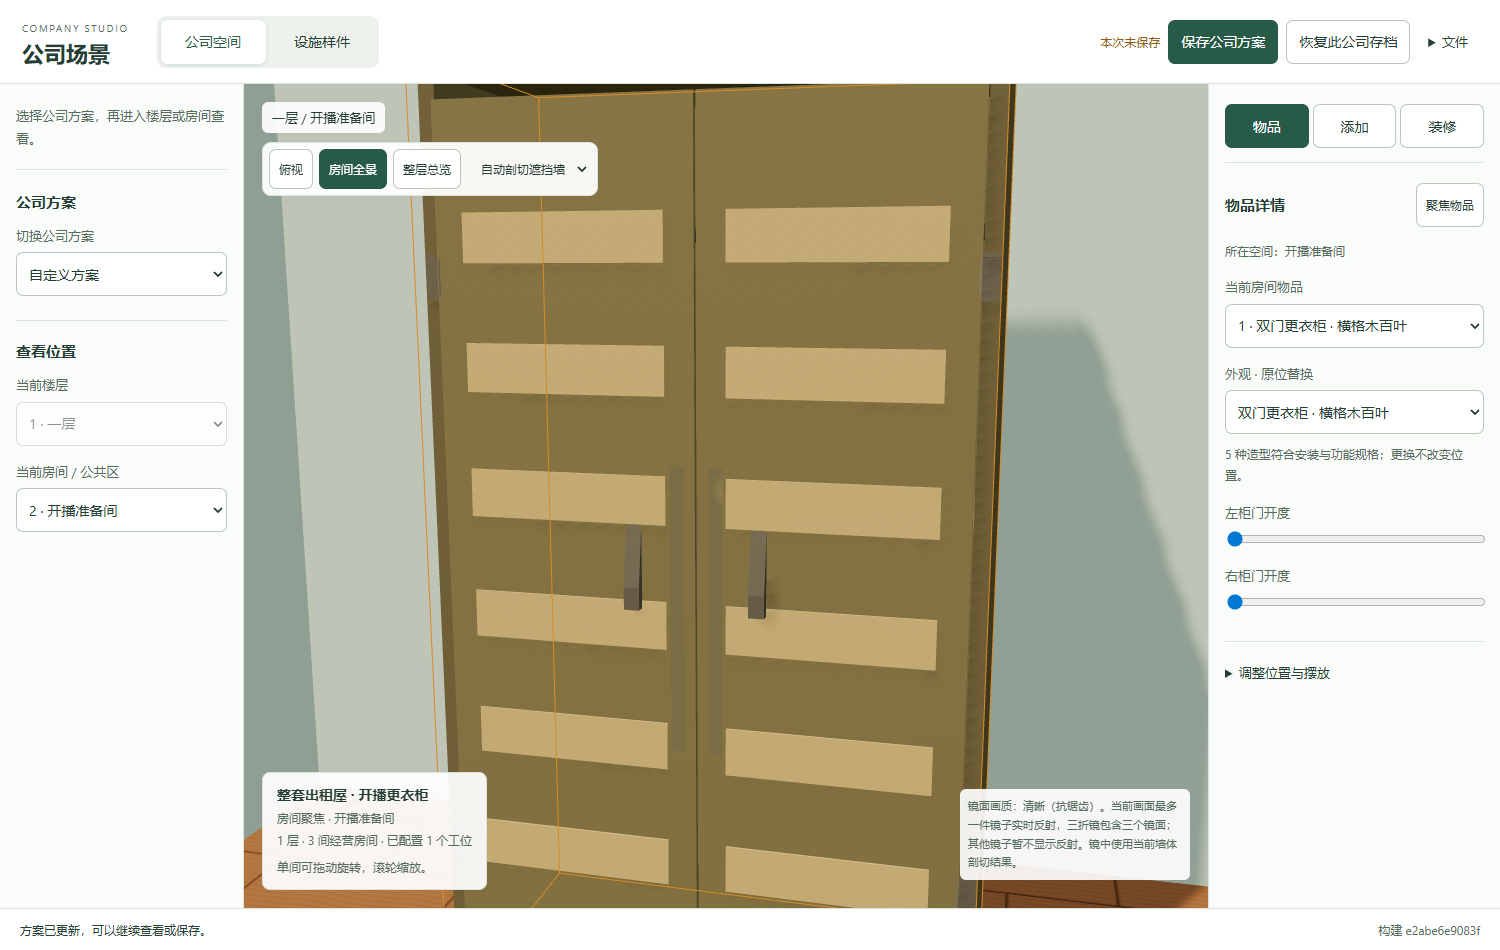 COMPANY STUDIO
公司场景
公司空间
设施样件
本次未保存
保存公司方案
恢复此公司存档
文件
选择公司方案，再进入楼层或房间查
看。
公司方案
切换公司方案
自定义方案
查看位置
当前楼层
1 · 一层
当前房间 / 公共区
2 · 开播准备间
一层 / 开播准备间
俯视
房间全景
整层总览
自动剖切遮挡墙
整套出租屋 · 开播更衣柜
房间聚焦 · 开播准备间
1 层 · 3 间经营房间 · 已配置 1 个工位
单间可拖动旋转，滚轮缩放。
镜面画质：清晰（抗锯齿）。当前画面最多
一件镜子实时反射，三折镜包含三个镜面；
其他镜子暂不显示反射。镜中使用当前墙体
剖切结果。
物品
添加
装修
物品详情
聚焦物品
所在空间：开播准备间
当前房间物品
1 · 双门更衣柜 · 横格木百叶
外观 · 原位替换
双门更衣柜 · 横格木百叶
5 种造型符合安装与功能规格；更换不改变位
置。
左柜门开度
右柜门开度
调整位置与摆放
方案已更新，可以继续查看或保存。
构建 e2abe6e9083f